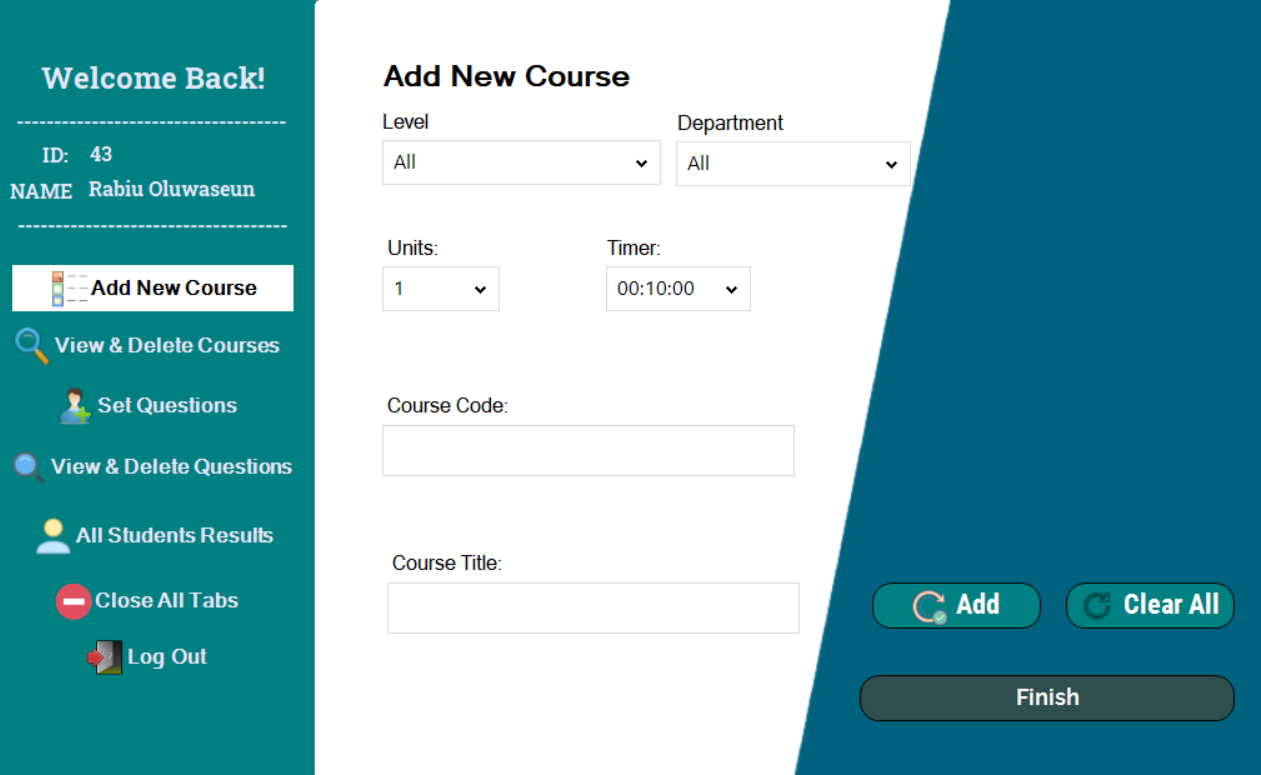 Welcome Back!
------------------------------------
ID: 43
NAME Rabiu Oluwaseun
------------------------------------
Add New Course
View & Delete Courses
Set Questions
View & Delete Questions
All Students Results
Close All Tabs
Log Out
Add New Course
Level Department
All All
Units: Timer:
1 00:10:00
Course Code:
Course Title:
Add Clear All
Finish